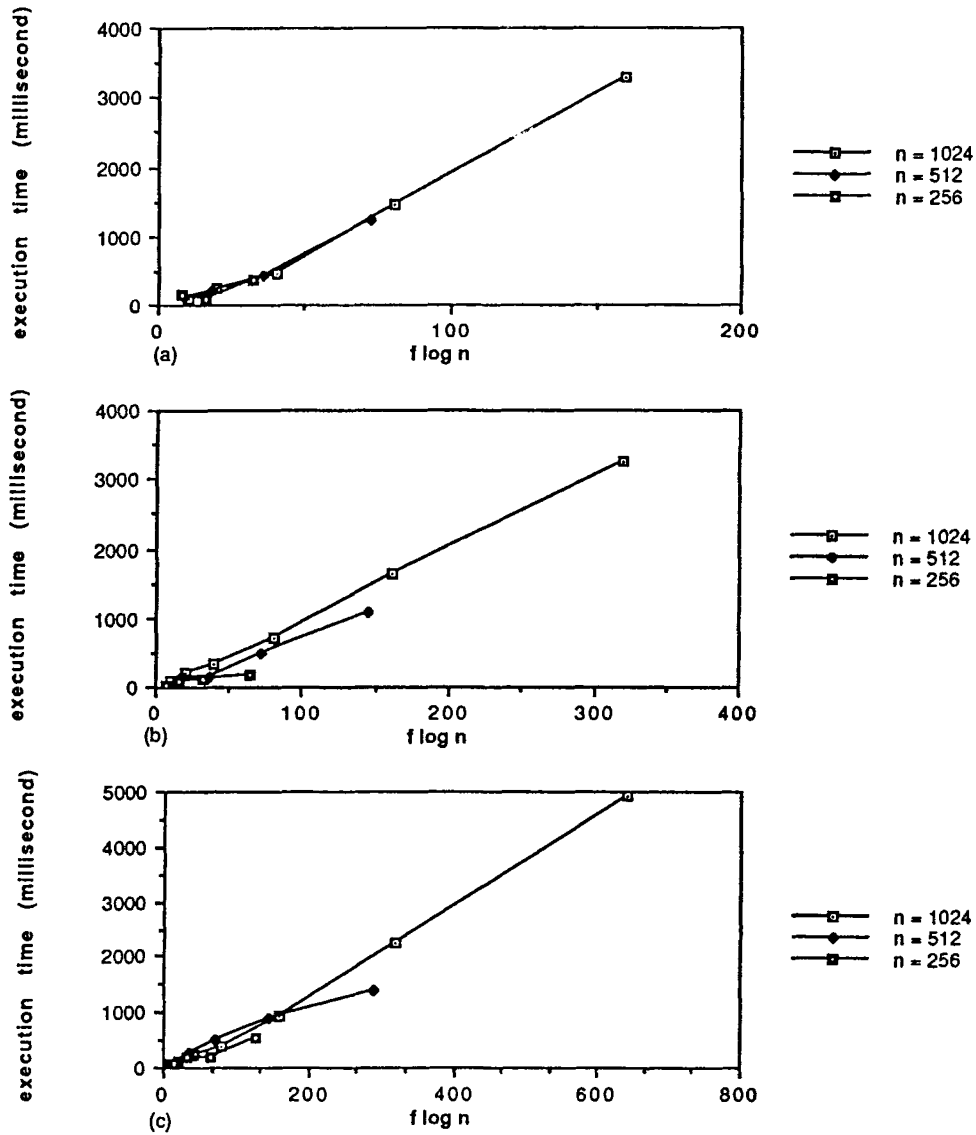 execution time (millisecond)
4000
3000
2000
1000
0
0 100 200
(a) f log n
n = 1024
n = 512
n = 256
execution time (millisecond)
4000
3000
2000
1000
0
0 100 200 300 400
(b) f log n
n = 1024
n = 512
n = 256
execution time (millisecond)
5000
4000
3000
2000
1000
0
0 200 400 600 800
(c) f log n
n = 1024
n = 512
n = 256